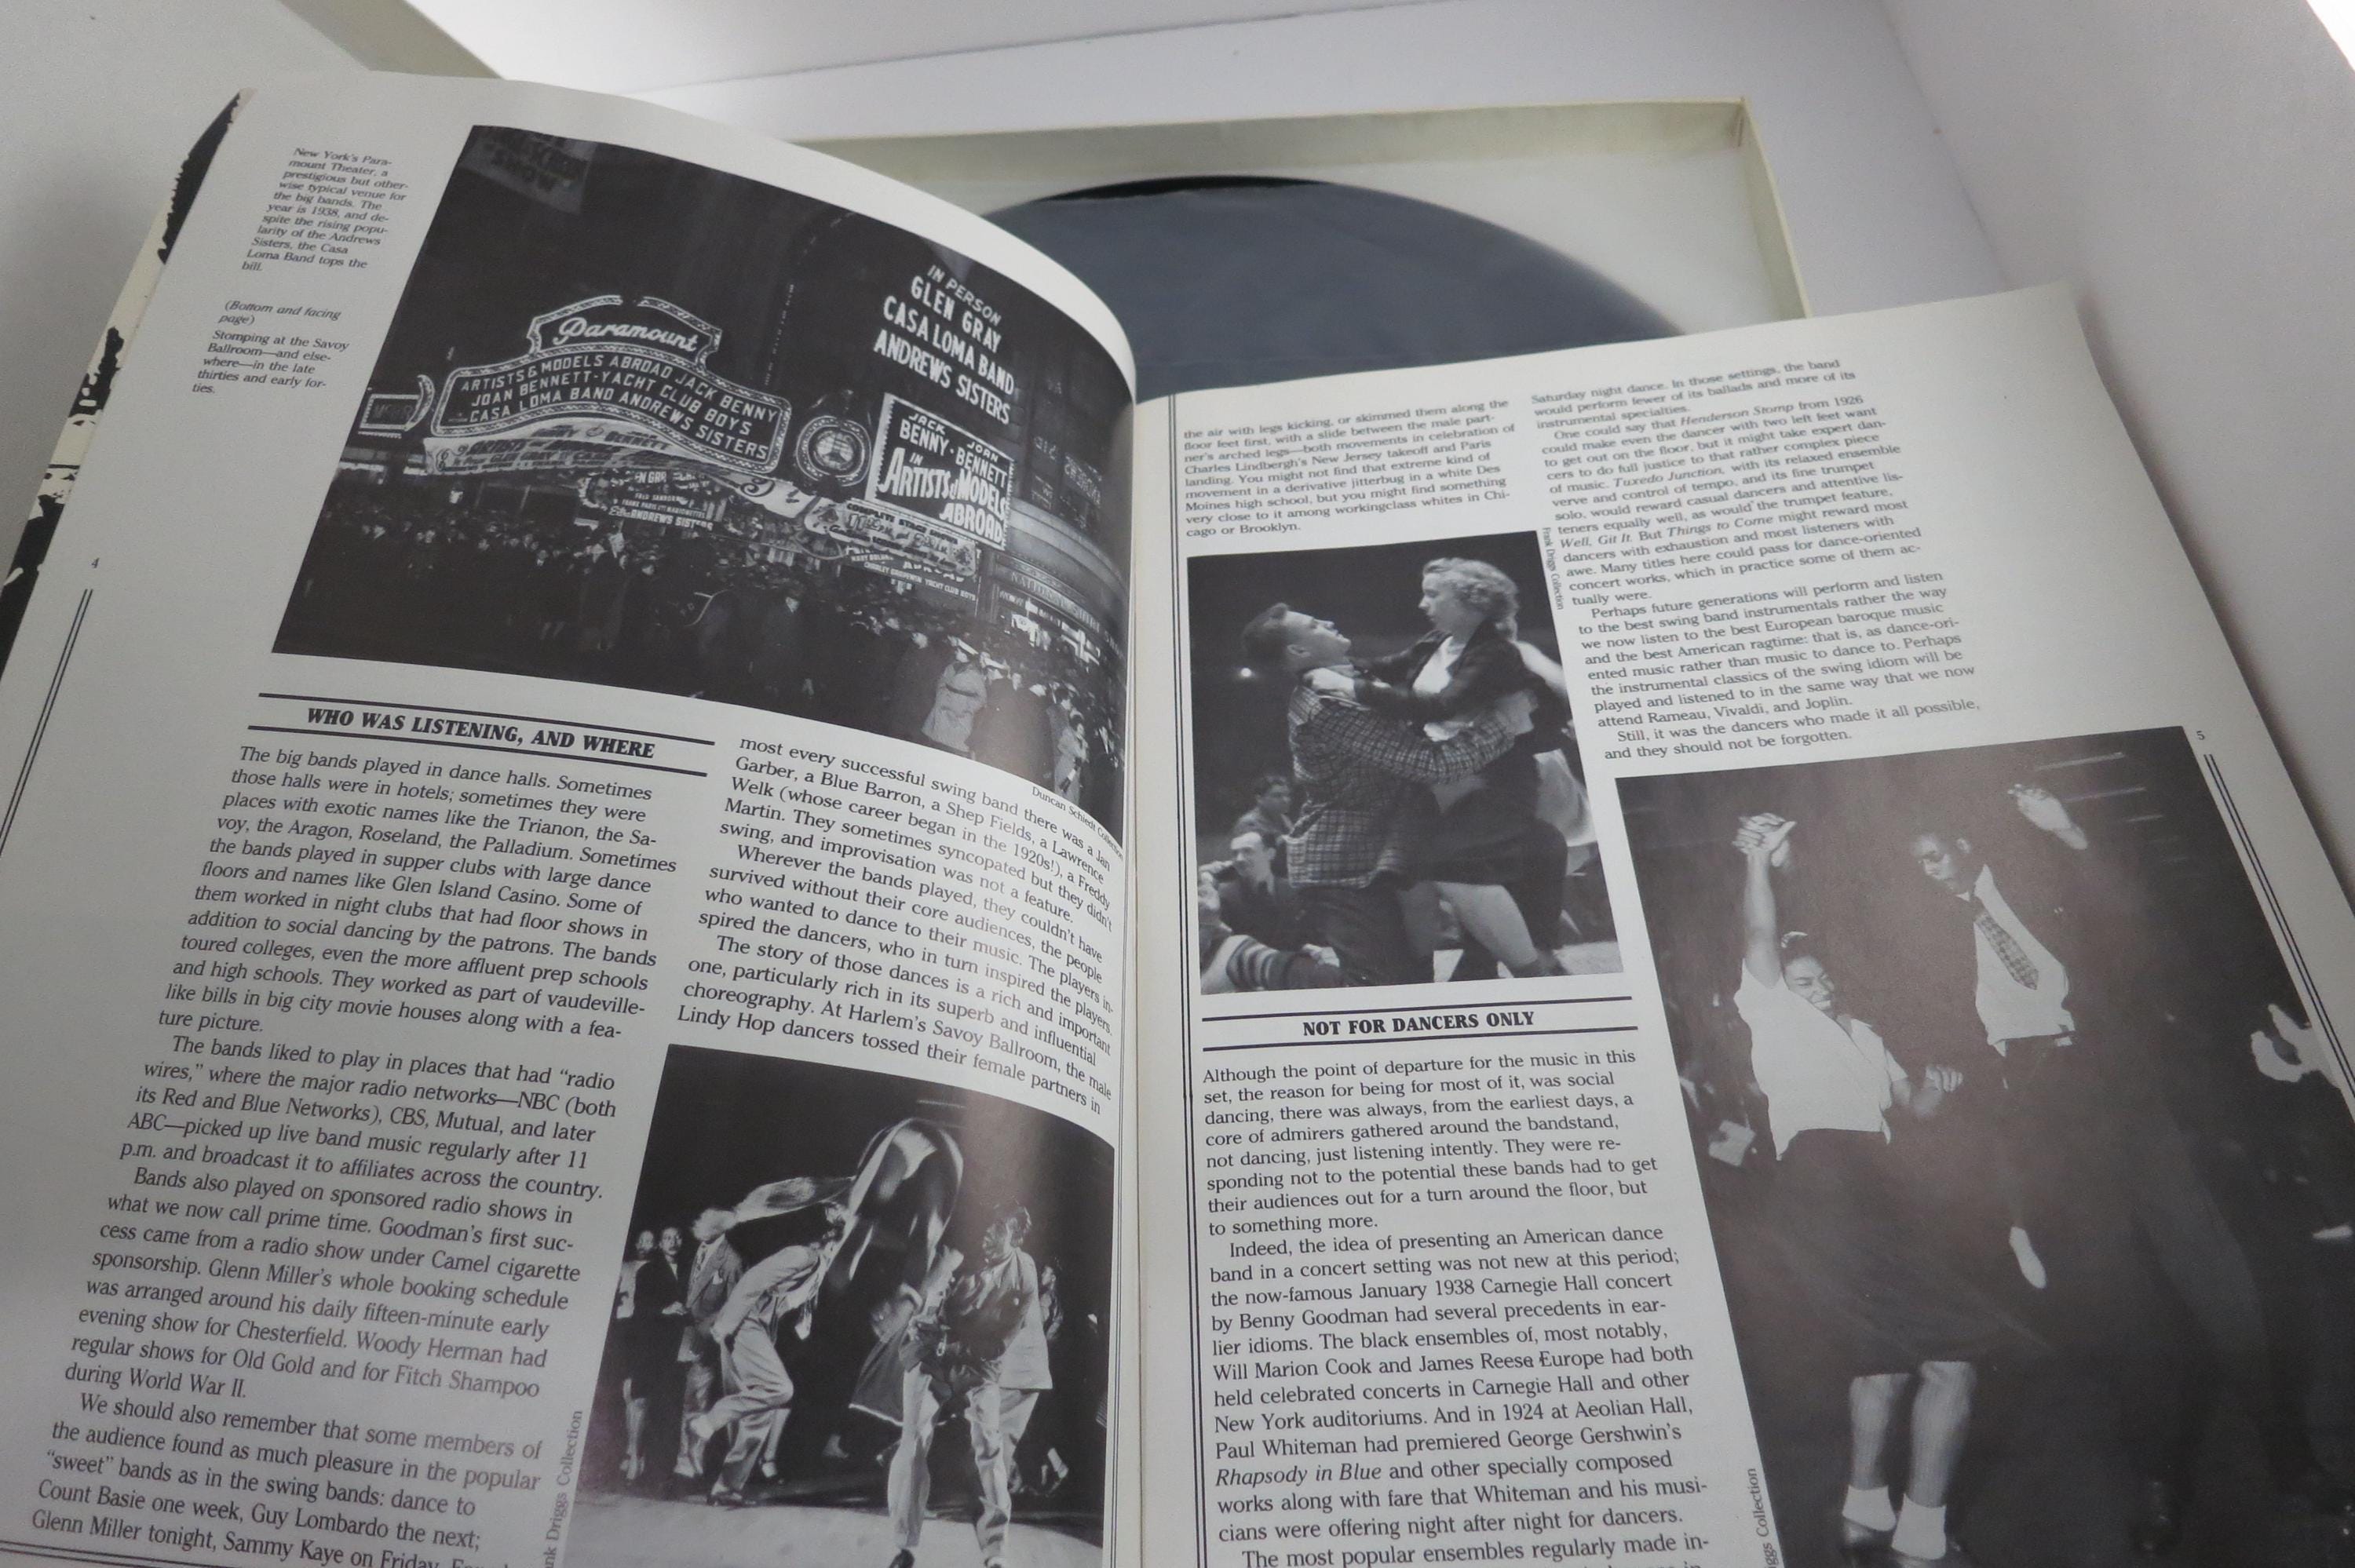 New York's Para-
mount Theater, a
prestigious but other-
wise typical venue for
the big bands. The
year is 1938, and de-
spite the rising popu-
larity of the Andrews
Sisters, the Casa
Loma Band tops the
bill.
(Bottom and facing
page)
Stomping at the Savoy
Ballroom—and else-
where—in the late
thirties and early for-
ties.
4
SHOW
IN PERSON
GLEN GRAY
CASA LOMA BAND
ANDREWS SISTERS
Paramount
ARTISTS & MODELS ABROAD JACK BENNY
JOAN BENNETT-YACHT CLUB BOYS
CASA LOMA BAND ANDREWS SISTERS
JACK JOAN
BENNY·BENNETT
IN
ARTISTS & MODELS
ABROAD
ANDREWS SISTERS
COMPLETE STAGE SHOWS
YACHT CLUB BOYS
Duncan Schiedt Collection
WHO WAS LISTENING, AND WHERE
The big bands played in dance halls. Sometimes
those halls were in hotels; sometimes they were
places with exotic names like the Trianon, the Sa-
voy, the Aragon, Roseland, the Palladium. Sometimes
the bands played in supper clubs with large dance
floors and names like Glen Island Casino. Some of
them worked in night clubs that had floor shows in
addition to social dancing by the patrons. The bands
toured colleges, even the more affluent prep schools
and high schools. They worked as part of vaudeville-
like bills in big city movie houses along with a fea-
ture picture.
The bands liked to play in places that had “radio
wires,” where the major radio networks—NBC (both
its Red and Blue Networks), CBS, Mutual, and later
ABC—picked up live band music regularly after 11
p.m. and broadcast it to affiliates across the country.
Bands also played on sponsored radio shows in
what we now call prime time. Goodman's first suc-
cess came from a radio show under Camel cigarette
sponsorship. Glenn Miller's whole booking schedule
was arranged around his daily fifteen-minute early
evening show for Chesterfield. Woody Herman had
regular shows for Old Gold and for Fitch Shampoo
during World War II.
We should also remember that some members of
the audience found as much pleasure in the popular
“sweet” bands as in the swing bands: dance to
Count Basie one week, Guy Lombardo the next;
Glenn Miller tonight, Sammy Kaye on Friday.
most every successful swing band there was a Jan
Garber, a Blue Barron, a Shep Fields, a Lawrence
Welk (whose career began in the 1920s!), a Freddy
Martin. They sometimes syncopated but they didn't
swing, and improvisation was not a feature.
Wherever the bands played, they couldn't have
survived without their core audiences, the people
who wanted to dance to their music. The players in-
spired the dancers, who in turn inspired the players.
The story of those dances is a rich and important
one, particularly rich in its superb and influential
choreography. At Harlem's Savoy Ballroom, the male
Lindy Hop dancers tossed their female partners in
Driggs Collection
the air with legs kicking, or skimmed them along the
floor feet first, with a slide between the male part-
ner's arched legs—both movements in celebration of
Charles Lindbergh's New Jersey takeoff and Paris
landing. You might not find that extreme kind of
movement in a derivative jitterbug in a white Des
Moines high school, but you might find something
very close to it among workingclass whites in Chi-
cago or Brooklyn.
Frank Driggs Collection
NOT FOR DANCERS ONLY
Although the point of departure for the music in this
set, the reason for being for most of it, was social
dancing, there was always, from the earliest days, a
core of admirers gathered around the bandstand,
not dancing, just listening intently. They were re-
sponding not to the potential these bands had to get
their audiences out for a turn around the floor, but
to something more.
Indeed, the idea of presenting an American dance
band in a concert setting was not new at this period;
the now-famous January 1938 Carnegie Hall concert
by Benny Goodman had several precedents in ear-
lier idioms. The black ensembles of, most notably,
Will Marion Cook and James Reese Europe had both
held celebrated concerts in Carnegie Hall and other
New York auditoriums. And in 1924 at Aeolian Hall,
Paul Whiteman had premiered George Gershwin's
Rhapsody in Blue and other specially composed
works along with fare that Whiteman and his musi-
cians were offering night after night for dancers.
The most popular ensembles regularly made in-
Saturday night dance. In those settings, the band
would perform fewer of its ballads and more of its
instrumental specialties.
One could say that Henderson Stomp from 1926
could make even the dancer with two left feet want
to get out on the floor, but it might take expert dan-
cers to do full justice to that rather complex piece
of music. Tuxedo Junction, with its relaxed ensemble
verve and control of tempo, and its fine trumpet
solo, would reward casual dancers and attentive lis-
teners equally well, as would the trumpet feature,
Well, Git It. But Things to Come might reward most
dancers with exhaustion and most listeners with
awe. Many titles here could pass for dance-oriented
concert works, which in practice some of them ac-
tually were.
Perhaps future generations will perform and listen
to the best swing band instrumentals rather the way
we now listen to the best European baroque music
and the best American ragtime: that is, as dance-ori-
ented music rather than music to dance to. Perhaps
the instrumental classics of the swing idiom will be
played and listened to in the same way that we now
attend Rameau, Vivaldi, and Joplin.
Still, it was the dancers who made it all possible,
and they should not be forgotten.
5
Collection